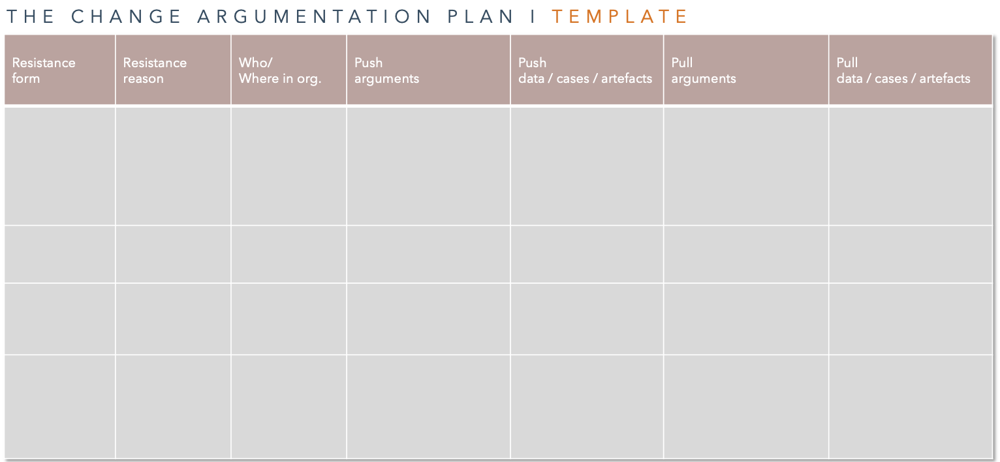 THE CHANGE ARGUMENTATION PLAN I TEMPLATE
Resistance
form
Resistance
reason
Who/
Where in org.
Push
arguments
Push
data / cases / artefacts
Pull
arguments
Pull
data / cases / artefacts